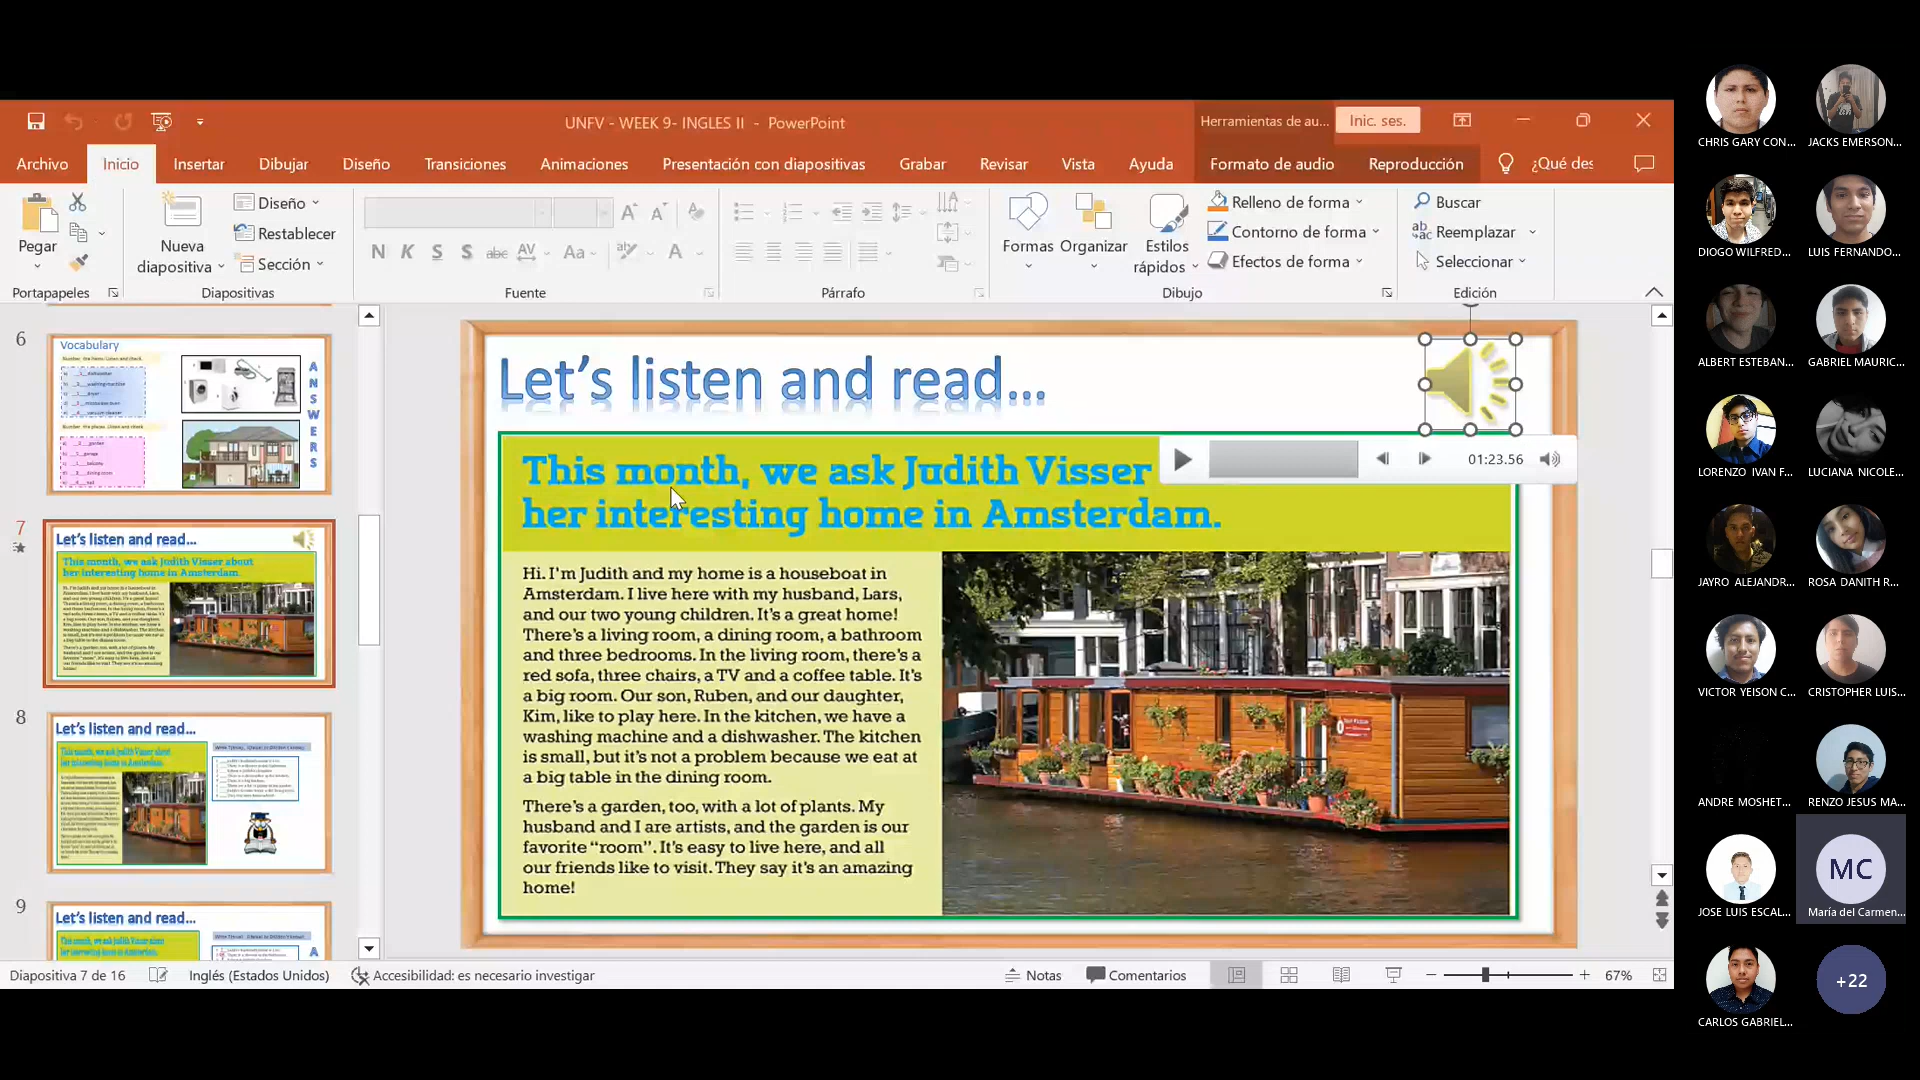 UNFV - WEEK 9- INGLES II - PowerPoint
Herramientas de au...
Inic. ses.
Archivo
Inicio
Insertar
Dibujar
Diseño
Transiciones
Animaciones
Presentación con diapositivas
Grabar
Revisar
Vista
Ayuda
Formato de audio
Reproducción
¿Qué des
Pegar
Portapapeles
Nueva
diapositiva
Diseño
Restablecer
Sección
Diapositivas
N K S S abc AV Aa A
Fuente
Párrafo
Formas
Organizar
Estilos
rápidos
Relleno de forma
Contorno de forma
Efectos de forma
Dibujo
Buscar
Reemplazar
Seleccionar
Edición
6
Vocabulary
ANSWERS
7
Let's listen and read...
This month, we ask Judith Visser about
her interesting home in Amsterdam.
8
Let's listen and read...
9
Let's listen and read...
Let's listen and read...
01:23.56
This month, we ask Judith Visser
her interesting home in Amsterdam.
Hi. I'm Judith and my home is a houseboat in
Amsterdam. I live here with my husband, Lars,
and our two young children. It's a great home!
There's a living room, a dining room, a bathroom
and three bedrooms. In the living room, there's a
red sofa, three chairs, a TV and a coffee table. It's
a big room. Our son, Ruben, and our daughter,
Kim, like to play here. In the kitchen, we have a
washing machine and a dishwasher. The kitchen
is small, but it's not a problem because we eat at
a big table in the dining room.
There's a garden, too, with a lot of plants. My
husband and I are artists, and the garden is our
favorite "room". It's easy to live here, and all
our friends like to visit. They say it's an amazing
home!
Diapositiva 7 de 16
Inglés (Estados Unidos)
Accesibilidad: es necesario investigar
Notas
Comentarios
67%
CHRIS GARY CON...
JACKS EMERSON...
DIOGO WILFRED...
LUIS FERNANDO...
ALBERT ESTEBAN...
GABRIEL MAURIC...
LORENZO IVAN F...
LUCIANA NICOLE...
JAYRO ALEJANDR...
ROSA DANITH R...
VICTOR YEISON C...
CRISTOPHER LUIS...
ANDRE MOSHET...
RENZO JESUS MA...
JOSE LUIS ESCAL...
MC
María del Carmen...
CARLOS GABRIEL...
+22